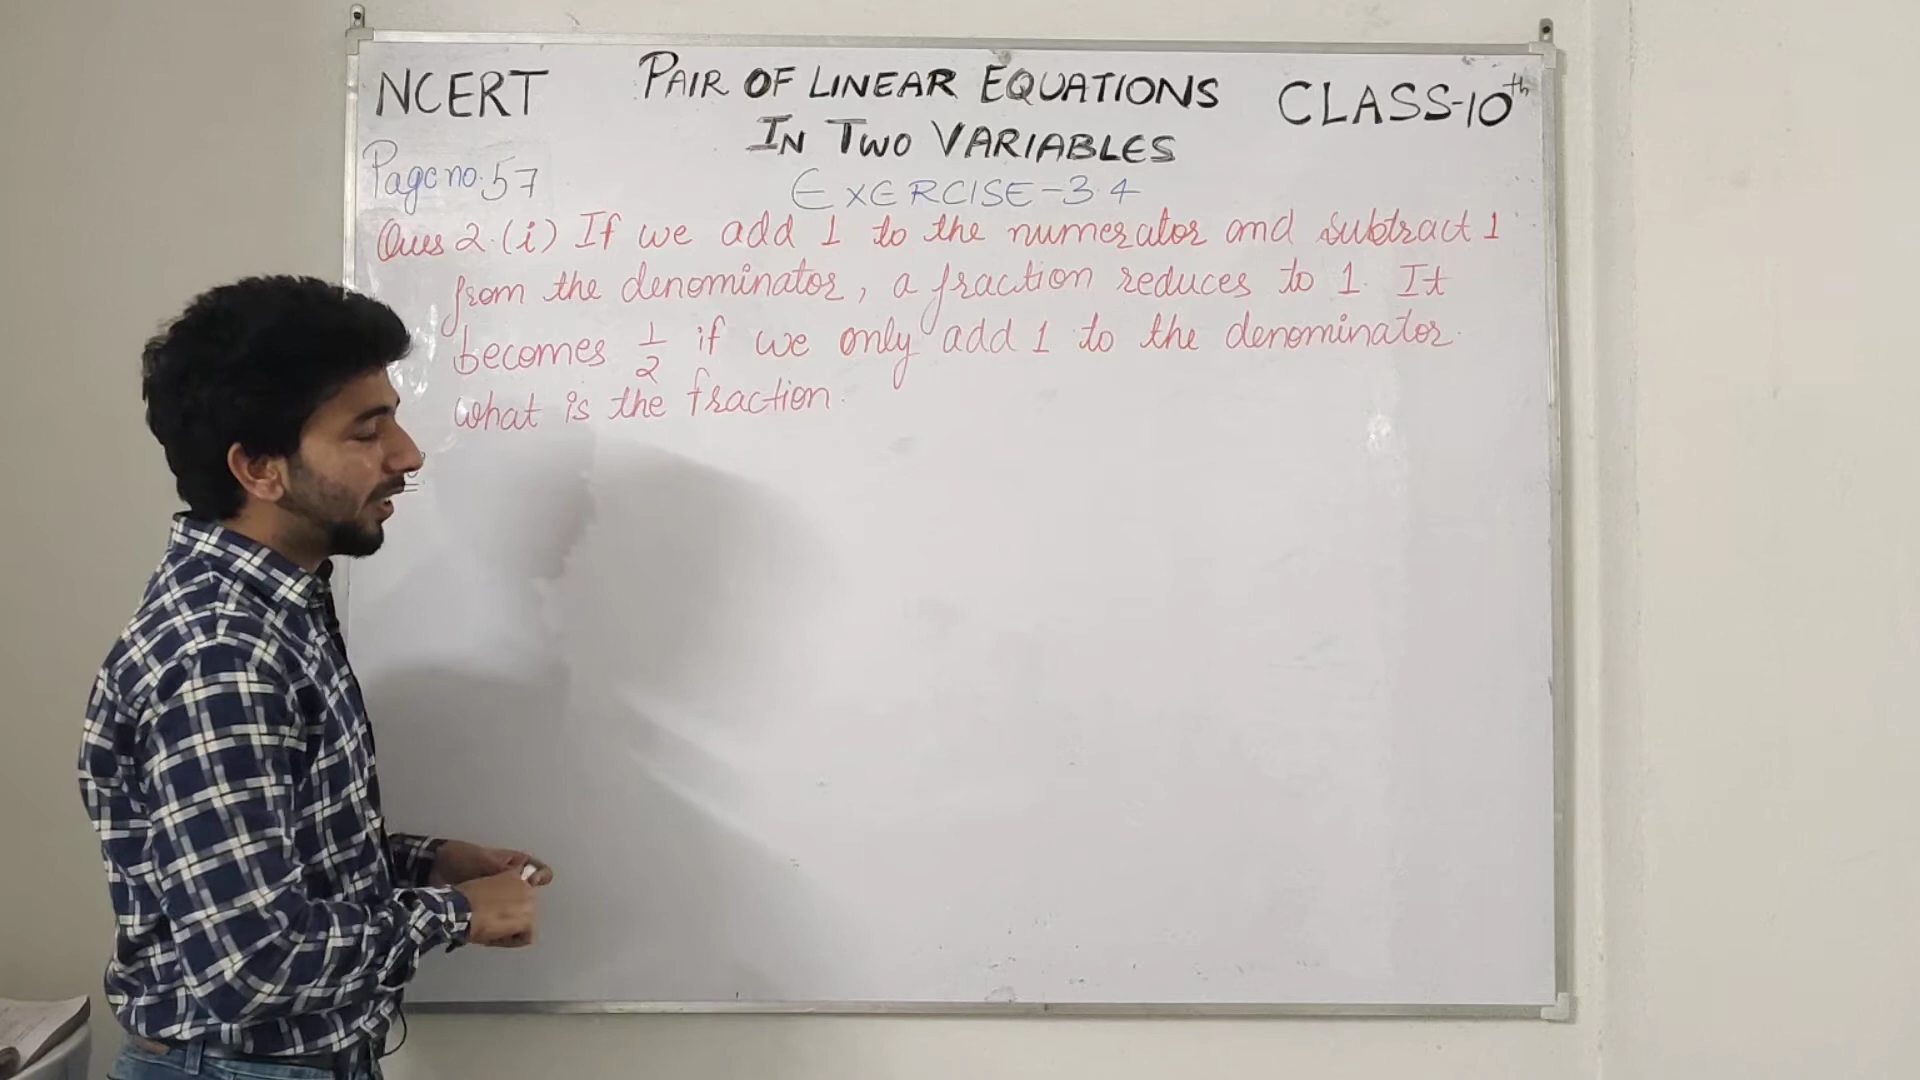 NCERT PAIR OF LINEAR EQUATIONS CLASS-10th
IN TWO VARIABLES
Page no. 57 EXERCISE-3.4
Ques 2.(i) If we add 1 to the numerator and subtract 1
from the denominator, a fraction reduces to 1. It
becomes 1/2 if we only add 1 to the denominator.
what is the fraction.